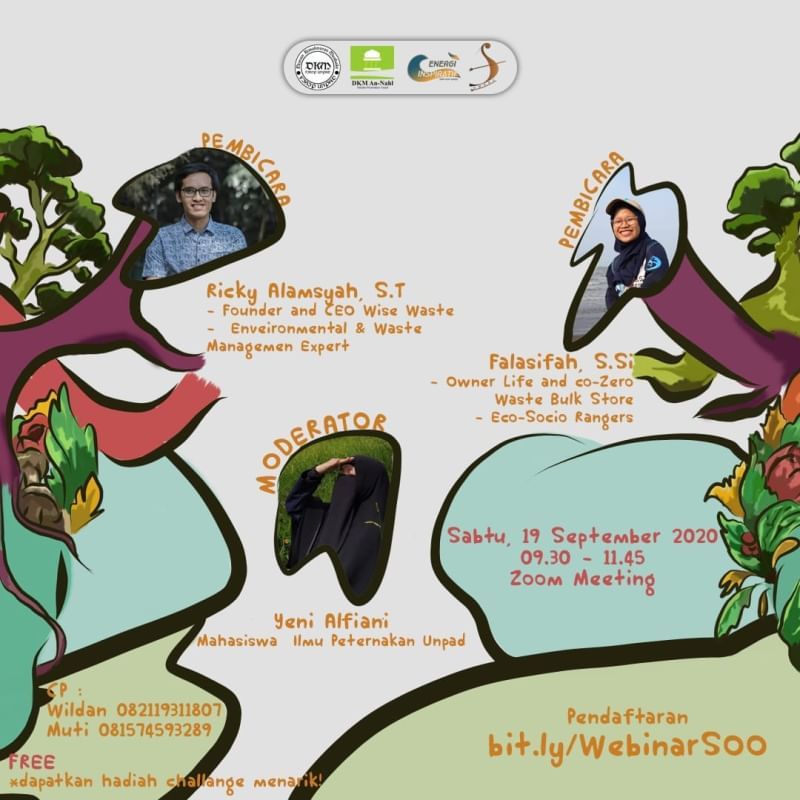 DKM
DKM An-Nahl
ENERGI
INSPIRATIF
PEMBICARA
Ricky Alamsyah, S.T
- Founder and CEO Wise Waste
- Enveironmental & Waste
Managemen Expert
PEMBICARA
Falasifah, S.Si
- Owner Life and co-Zero
Waste Bulk Store
- Eco-Socio Rangers
MODERATOR
Yeni Alfiani
Mahasiswa Ilmu Peternakan Unpad
Sabtu, 19 September 2020
09.30 - 11.45
Zoom Meeting
CP :
Wildan 082119311807
Muti 081574593289
FREE
*dapatkan hadiah challange menarik!
Pendaftaran
bit.ly/WebinarSOO